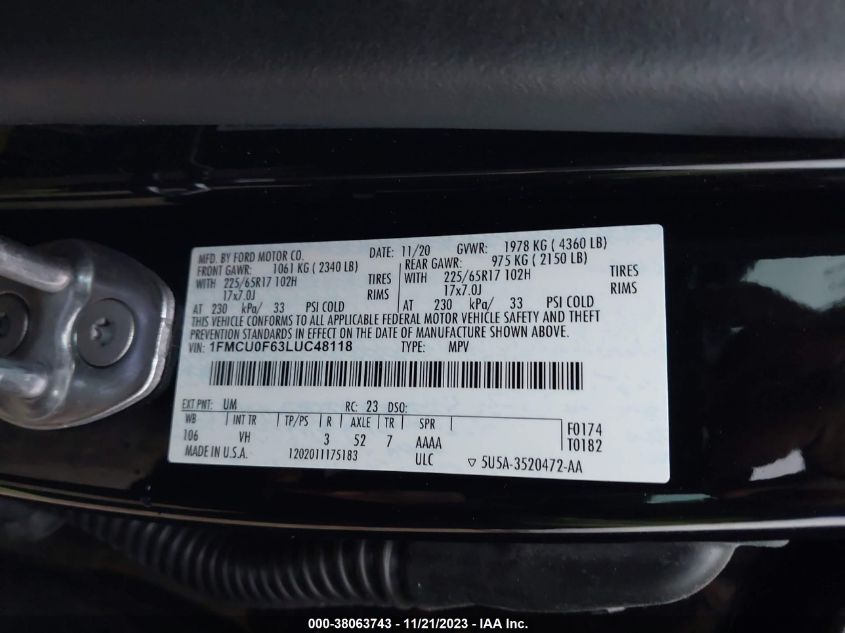 MFD. BY FORD MOTOR CO. DATE: 11/20 GVWR: 1978 KG ( 4360 LB)
FRONT GAWR: 1061 KG ( 2340 LB) REAR GAWR: 975 KG ( 2150 LB)
WITH 225/65R17 102H TIRES WITH 225/65R17 102H TIRES
17x7.0J RIMS 17x7.0J RIMS
AT 230 kPa/ 33 PSI COLD AT 230 kPa/ 33 PSI COLD
THIS VEHICLE CONFORMS TO ALL APPLICABLE FEDERAL MOTOR VEHICLE SAFETY AND THEFT
PREVENTION STANDARDS IN EFFECT ON THE DATE OF MANUFACTURE SHOWN ABOVE.
VIN: 1FMCU0F63LUC48118 TYPE: MPV
EXT PNT: UM RC: 23 DSO:
WB INT TR TP/PS R AXLE TR SPR F0174
106 VH 3 52 7 AAAA T0182
MADE IN U.S.A. 1202011175183 ULC ▽ 5U5A-3520472-AA
000-38063743 - 11/21/2023 - IAAI.com